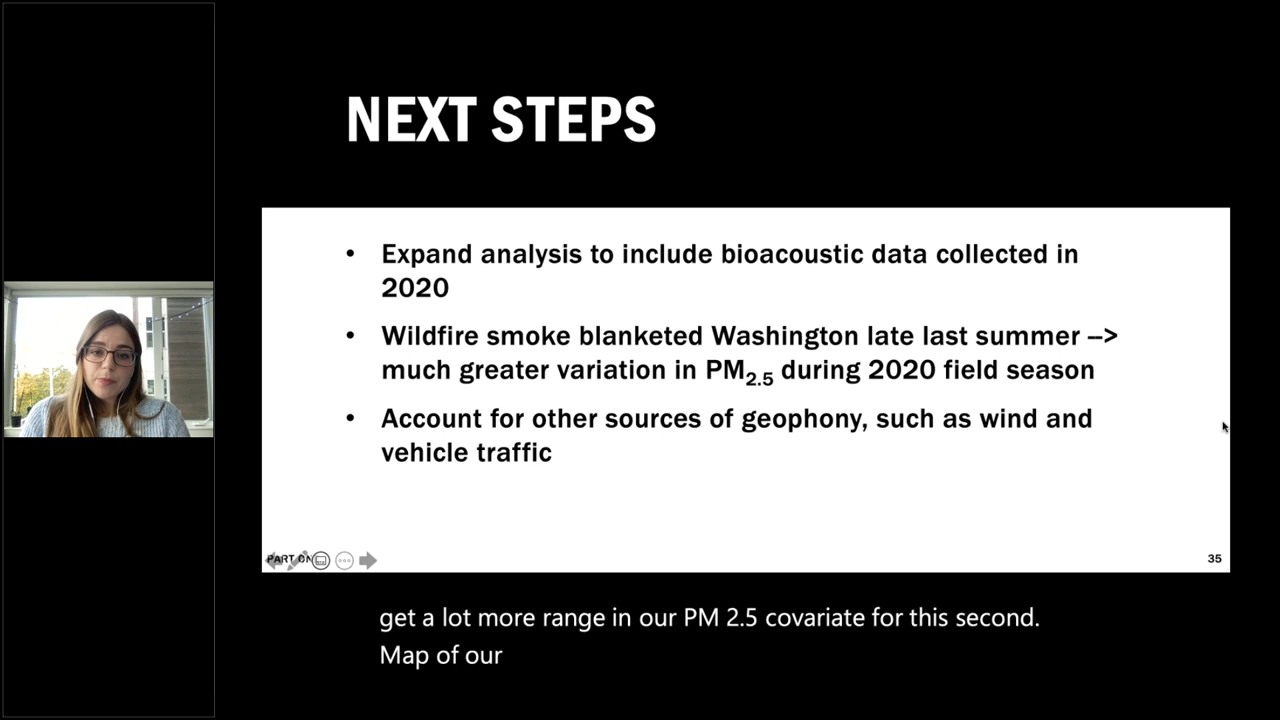 NEXT STEPS
• Expand analysis to include bioacoustic data collected in
2020
• Wildfire smoke blanketed Washington late last summer –>
much greater variation in PM2.5 during 2020 field season
• Account for other sources of geophony, such as wind and
vehicle traffic
PART ON
35
get a lot more range in our PM 2.5 covariate for this second.
Map of our